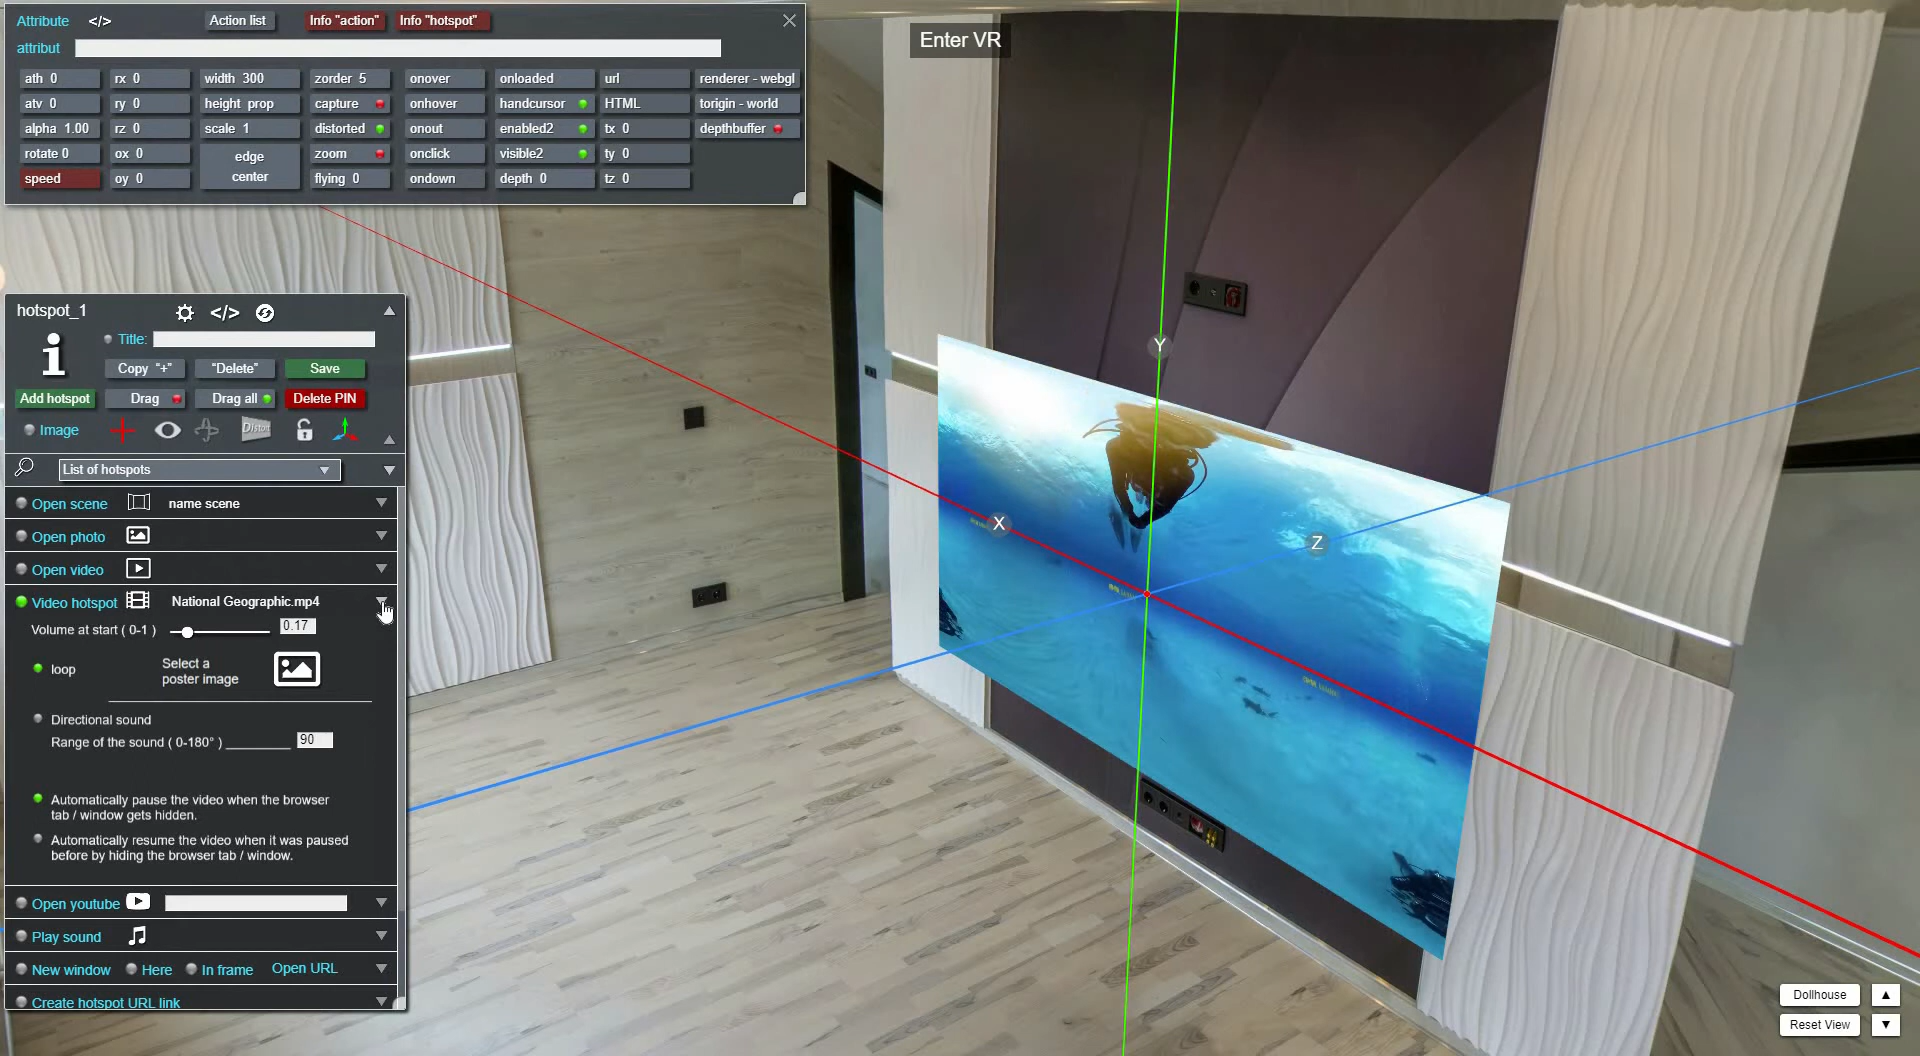 Attribute </> Action list Info "action" Info "hotspot"
attribut
ath 0 rx 0 width 300 zorder 5 onover onloaded url renderer - webgl
atv 0 ry 0 height prop capture onhover handcursor HTML torigin - world
alpha 1.00 rz 0 scale 1 distorted onout enabled2 tx 0 depthbuffer
rotate 0 ox 0 edge zoom onclick visible2 ty 0
speed oy 0 center flying 0 ondown depth 0 tz 0
Enter VR
hotspot_1 </>
Title:
Copy "+" "Delete" Save
Add hotspot Drag Drag all Delete PIN
Image Distort
List of hotspots
Open scene name scene
Open photo
Open video
Video hotspot National Geographic.mp4
Volume at start ( 0-1 ) 0.17
loop Select a
poster image
Directional sound
Range of the sound ( 0-180° ) 90
Automatically pause the video when the browser
tab / window gets hidden.
Automatically resume the video when it was paused
before by hiding the browser tab / window.
Open youtube
Play sound
New window Here In frame Open URL
Create hotspot URL link
Y
X
Z
Dollhouse
Reset View